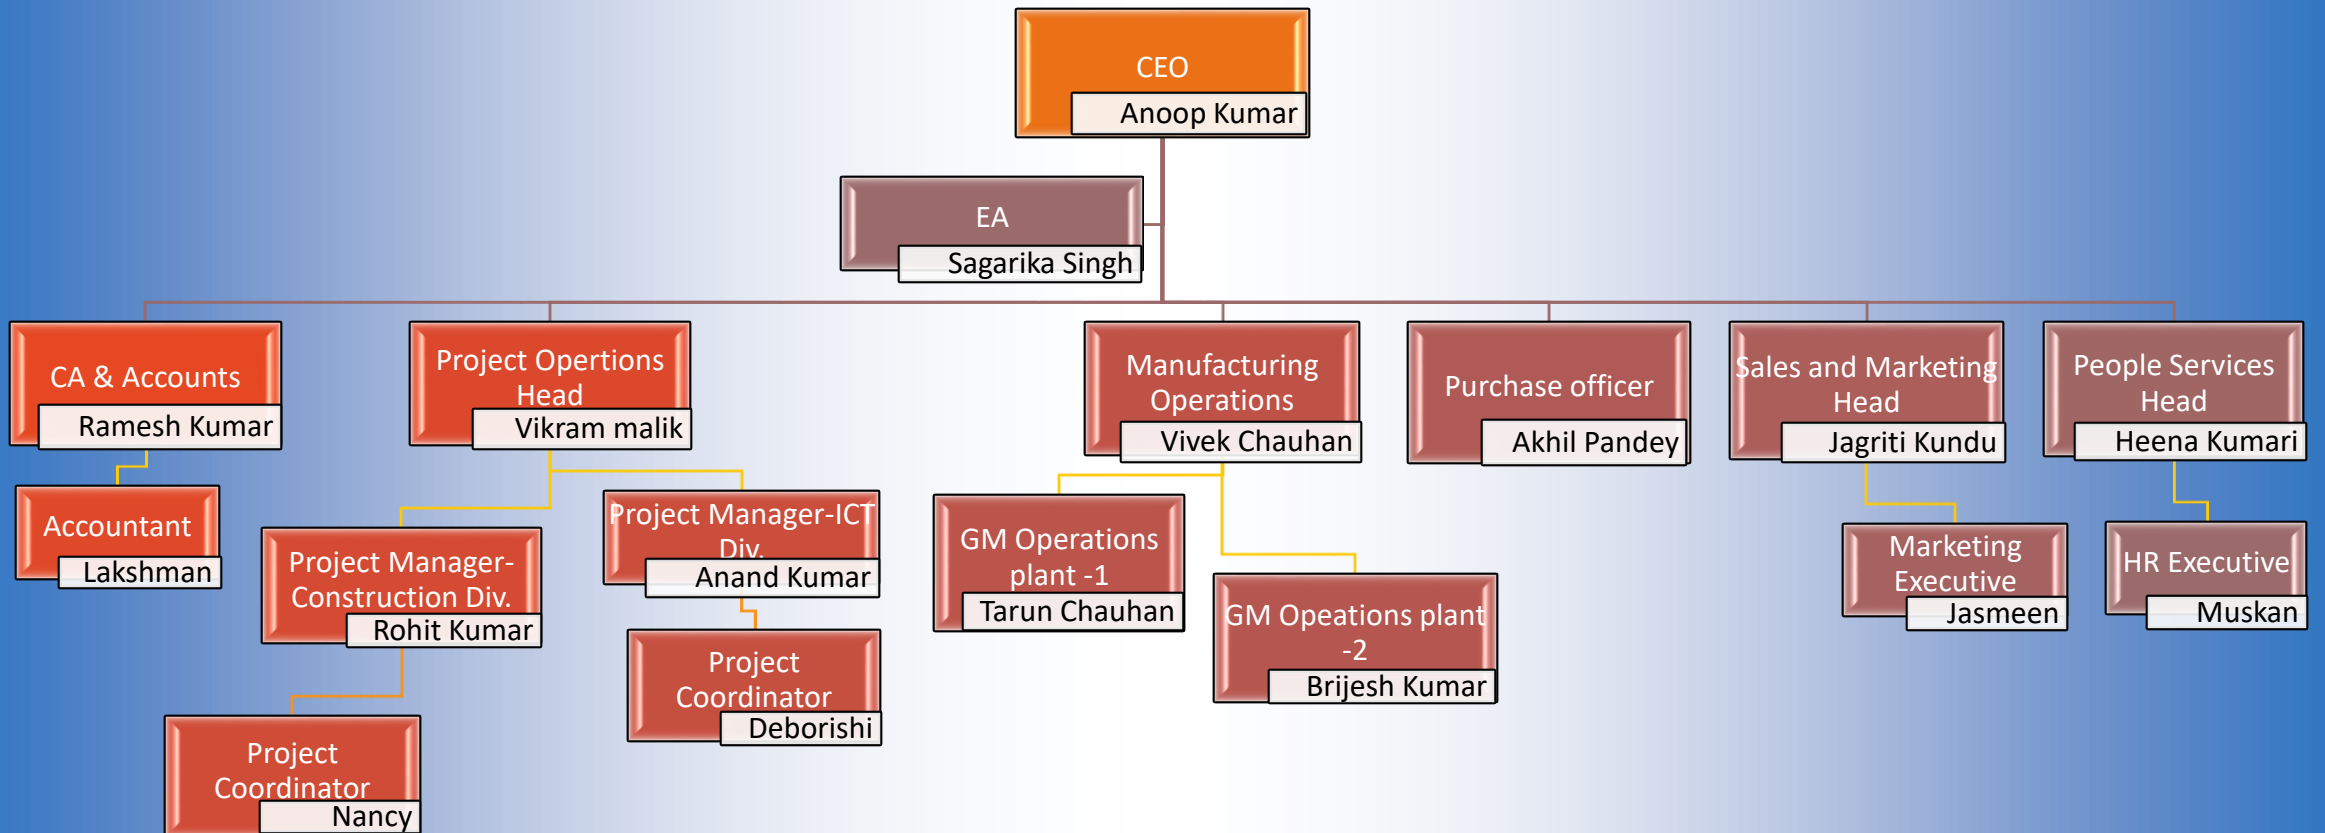 CEO
Anoop Kumar
EA
Sagarika Singh
CA & Accounts
Ramesh Kumar
Project Opertions
Head
Vikram malik
Manufacturing
Operations
Vivek Chauhan
Purchase officer
Akhil Pandey
Sales and Marketing
Head
Jagriti Kundu
People Services
Head
Heena Kumari
Accountant
Lakshman
Project Manager-
Construction Div.
Rohit Kumar
Project Manager-ICT
Div.
Anand Kumar
GM Operations
plant -1
Tarun Chauhan
GM Opeations plant
-2
Brijesh Kumar
Marketing
Executive
Jasmeen
HR Executive
Muskan
Project
Coordinator
Nancy
Project
Coordinator
Deborishi